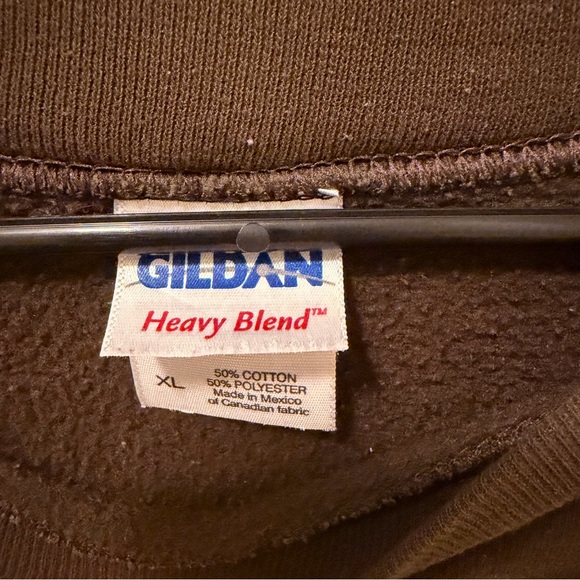 GILDAN
Heavy Blend™
XL
50% COTTON
50% POLYESTER
Made in Mexico
of Canadian fabric